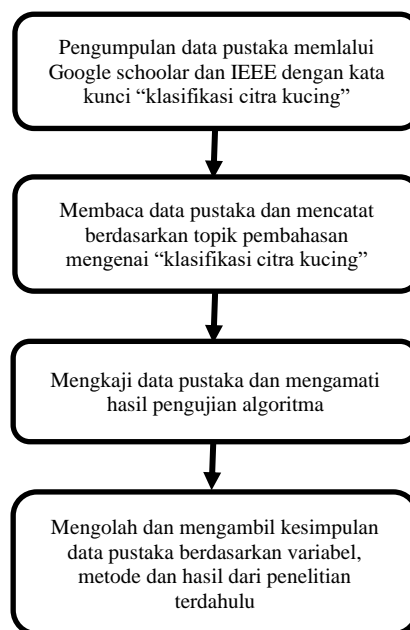 Pengumpulan data pustaka memlalui
Google schoolar dan IEEE dengan kata
kunci “klasifikasi citra kucing”
Membaca data pustaka dan mencatat
berdasarkan topik pembahasan
mengenai “klasifikasi citra kucing”
Mengkaji data pustaka dan mengamati
hasil pengujian algoritma
Mengolah dan mengambil kesimpulan
data pustaka berdasarkan variabel,
metode dan hasil dari penelitian
terdahulu